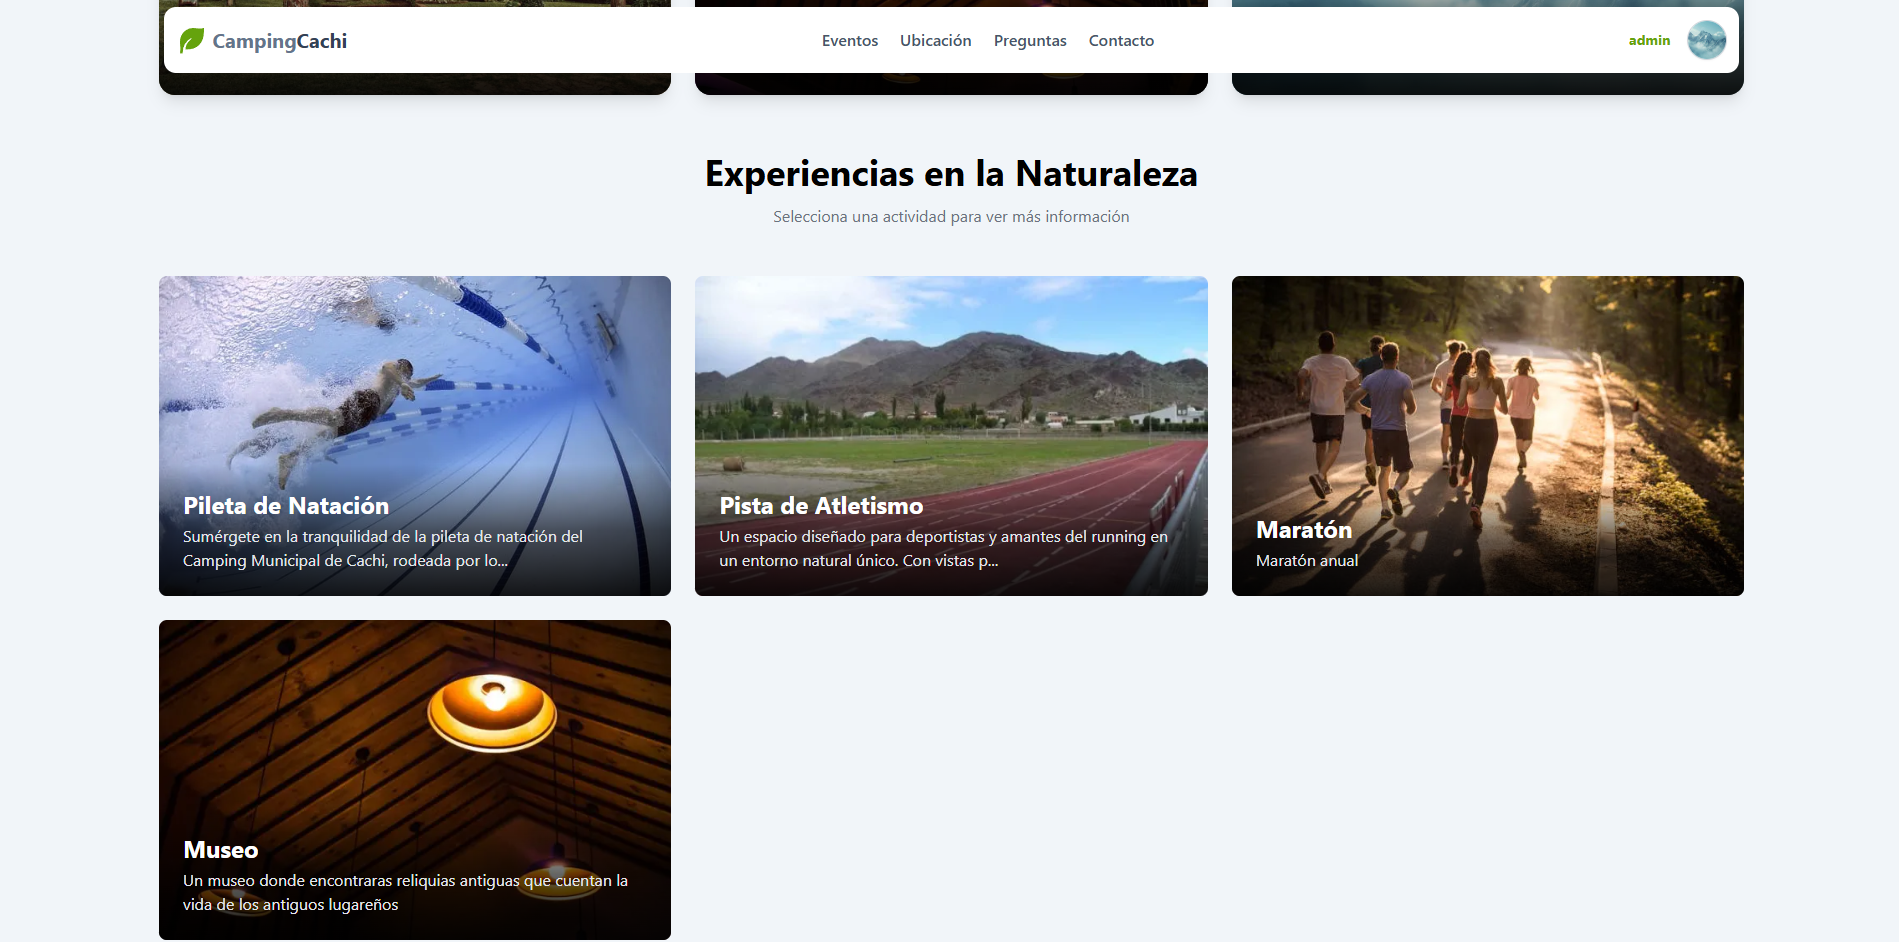 CampingCachi
Eventos
Ubicación
Preguntas
Contacto
admin
Experiencias en la Naturaleza
Selecciona una actividad para ver más información
Pileta de Natación
Sumérgete en la tranquilidad de la pileta de natación del
Camping Municipal de Cachi, rodeada por lo...
Pista de Atletismo
Un espacio diseñado para deportistas y amantes del running en
un entorno natural único. Con vistas p...
Maratón
Maratón anual
Museo
Un museo donde encontraras reliquias antiguas que cuentan la
vida de los antiguos lugareños